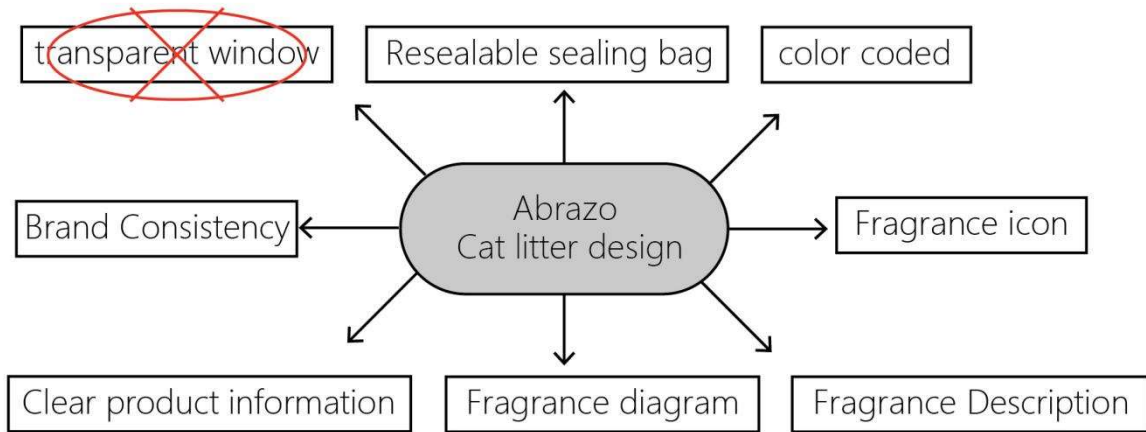 transparent window
Resealable sealing bag
color coded
Abrazo
Cat litter design
Brand Consistency
Fragrance icon
Clear product information
Fragrance diagram
Fragrance Description